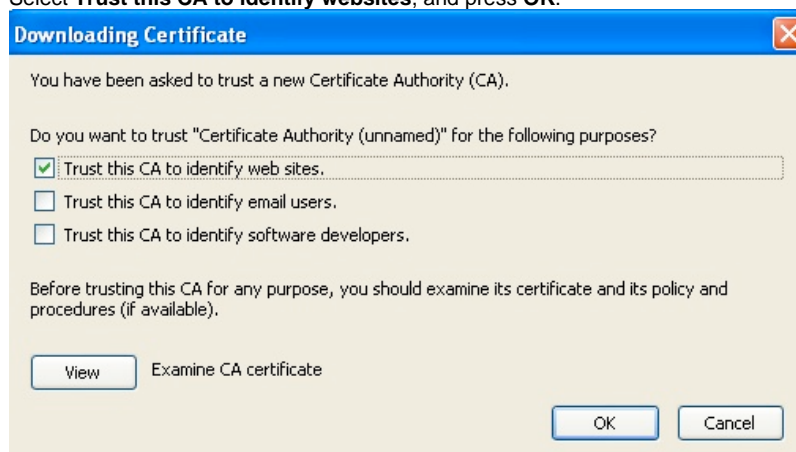 Select Trust this CA to identify websites, and press OK.
Downloading Certificate
You have been asked to trust a new Certificate Authority (CA).
Do you want to trust "Certificate Authority (unnamed)" for the following purposes?
Trust this CA to identify web sites.
Trust this CA to identify email users.
Trust this CA to identify software developers.
Before trusting this CA for any purpose, you should examine its certificate and its policy and
procedures (if available).
View Examine CA certificate
OK Cancel